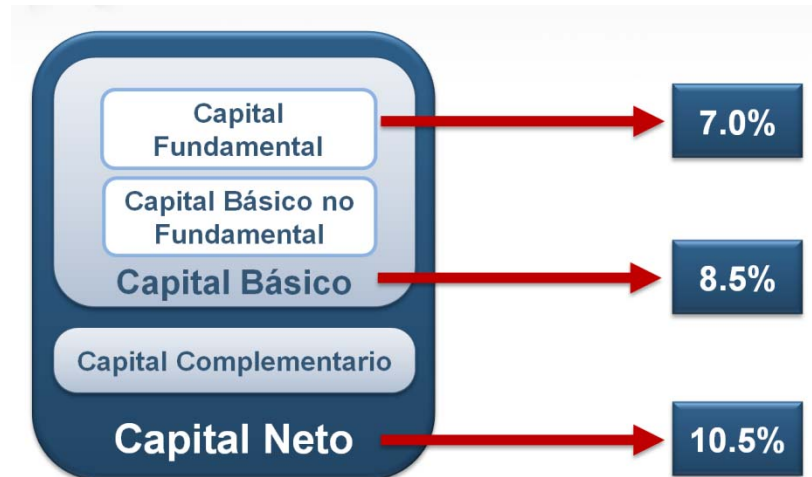 Capital
Fundamental
7.0%
Capital Básico no
Fundamental
Capital Básico
8.5%
Capital Complementario
Capital Neto
10.5%